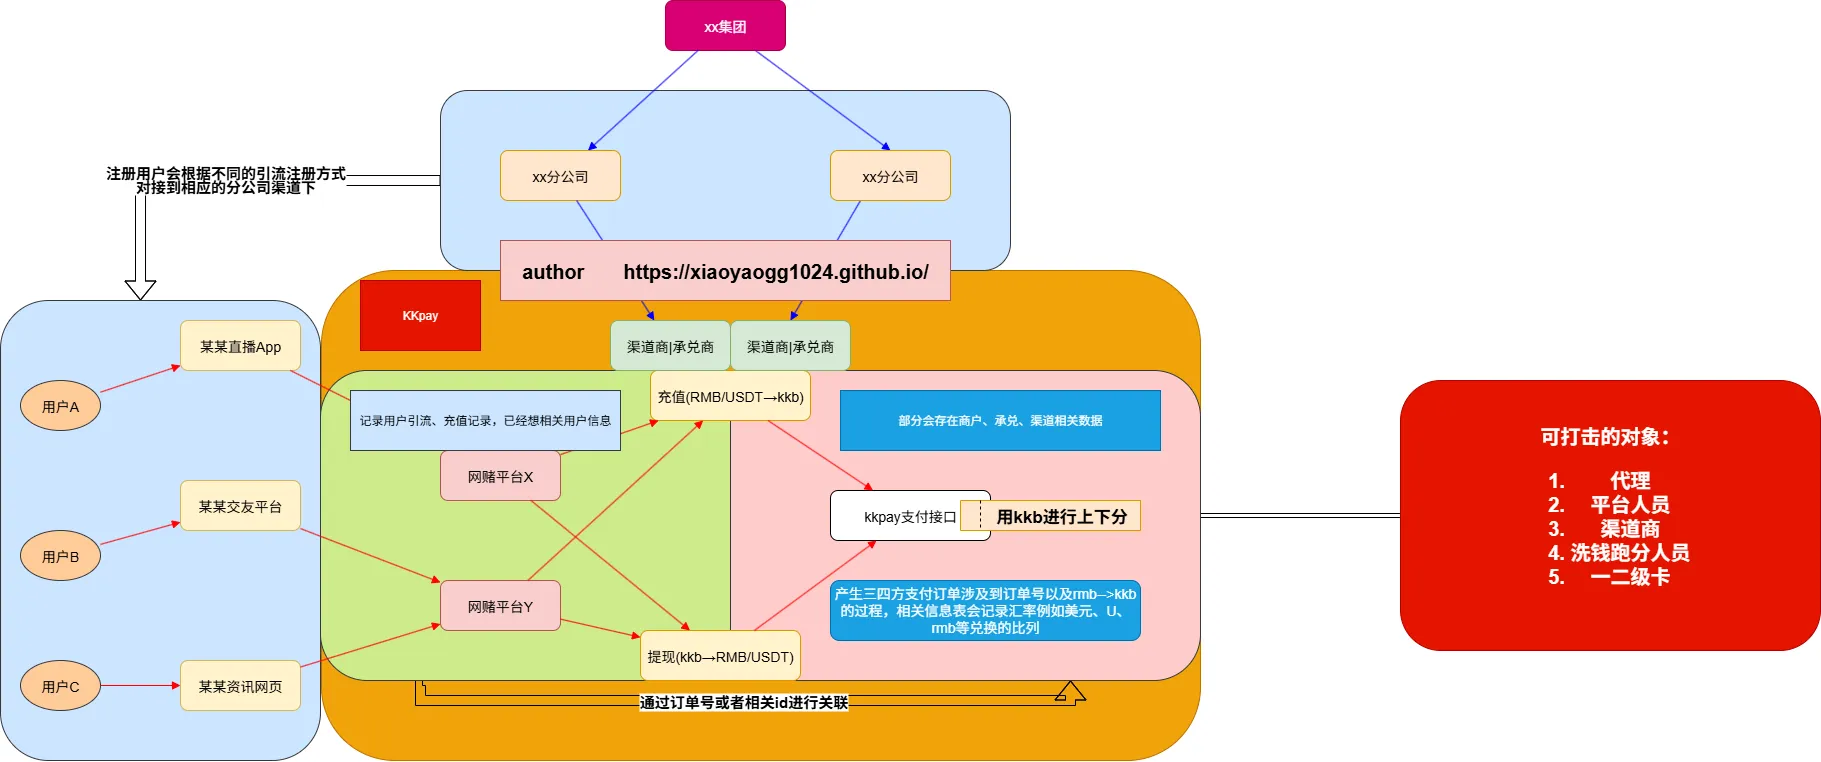 xx集团
xx分公司
xx分公司
注册用户会根据不同的引流注册方式
对接到相应的分公司渠道下
author https://xiaoyaogg1024.github.io/
KKpay
渠道商|承兑商
渠道商|承兑商
某某直播App
用户A
充值(RMB/USDT→kkb)
记录用户引流、充值记录，已经想相关用户信息
部分会存在商户、承兑、渠道相关数据
网赌平台X
某某交友平台
用户B
kkpay支付接口
用kkb进行上下分
网赌平台Y
产生三四方支付订单涉及到订单号以及rmb-->kkb
的过程，相关信息表会记录汇率例如美元、U、
rmb等兑换的比列
提现(kkb→RMB/USDT)
用户C
某某资讯网页
通过订单号或者相关id进行关联
可打击的对象：
1. 代理
2. 平台人员
3. 渠道商
4. 洗钱跑分人员
5. 一二级卡